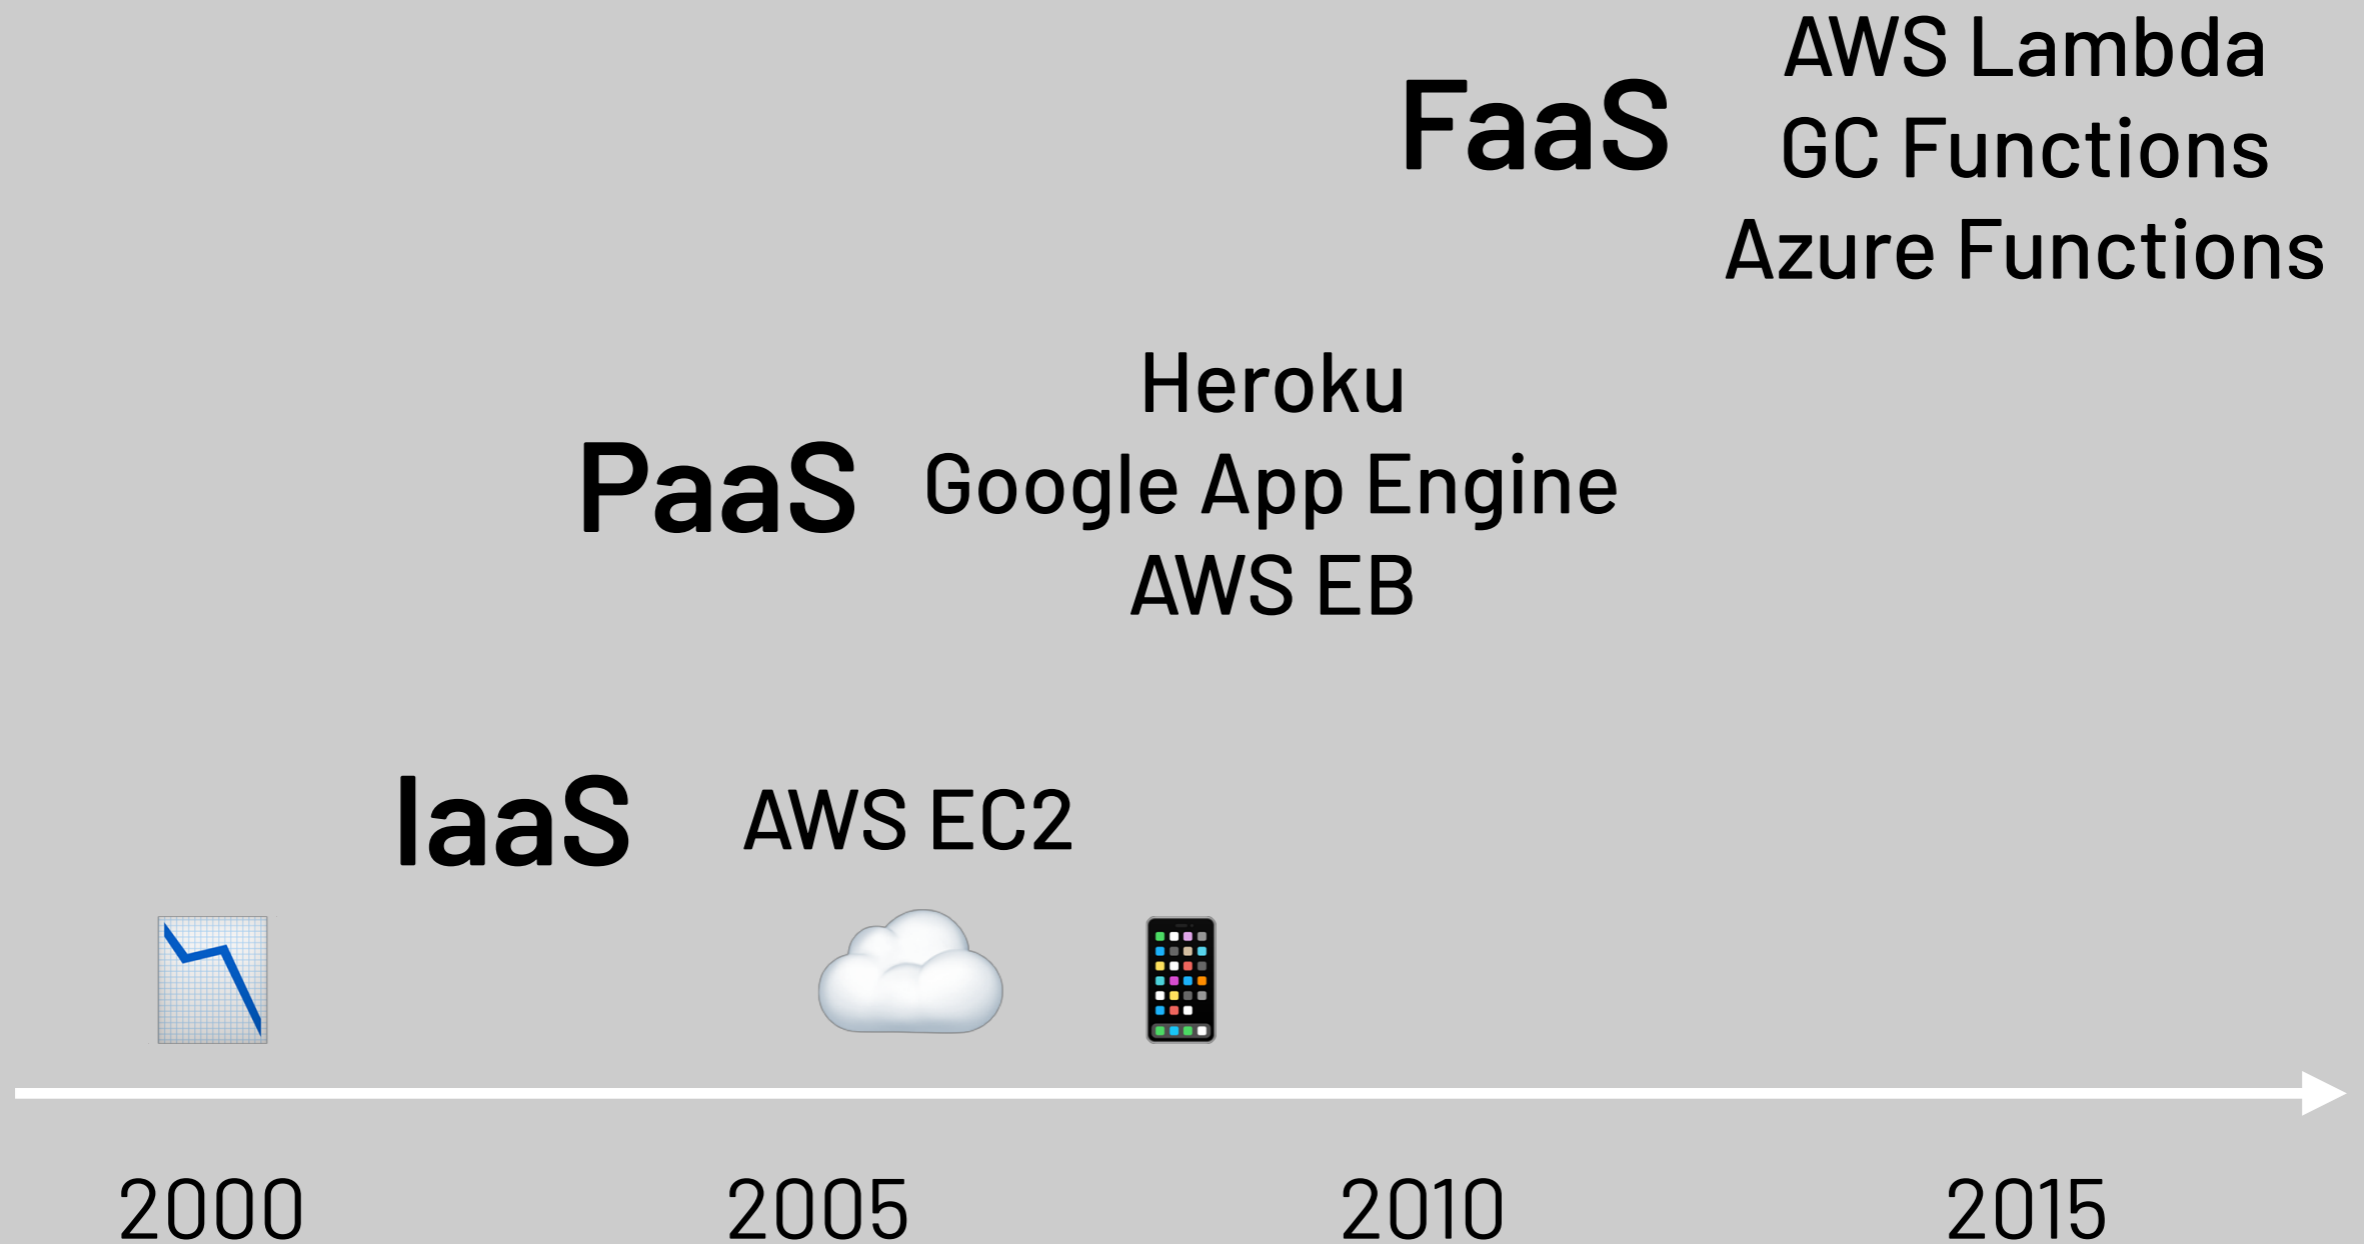 AWS Lambda
FaaS
GC Functions
Azure Functions
Heroku
PaaS
Google App Engine
AWS EB
IaaS
AWS EC2
2000
2005
2010
2015